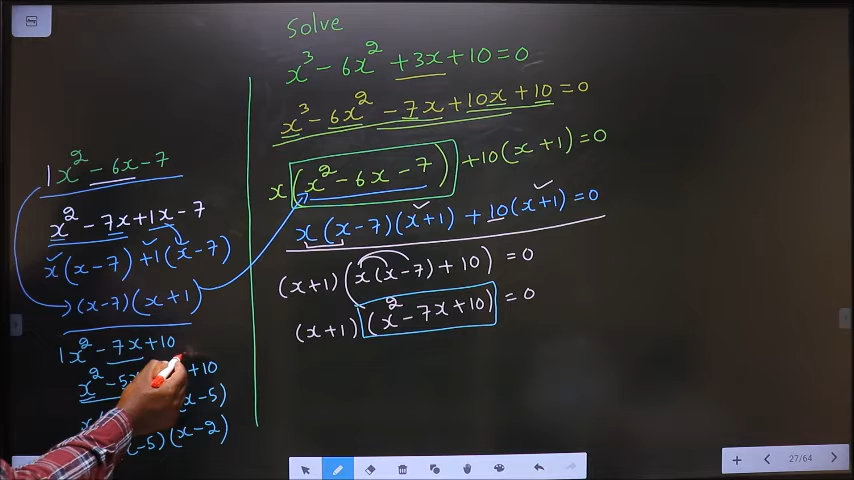 Solve
x³ - 6x² + 3x + 10 = 0
x³ - 6x² - 7x + 10x + 10 = 0
x(x² - 6x - 7) + 10(x + 1) = 0
x(x - 7)(x + 1) + 10(x + 1) = 0
(x + 1)(x(x - 7) + 10) = 0
(x + 1)(x² - 7x + 10) = 0
1x² - 6x - 7
x² - 7x + 1x - 7
x(x - 7) + 1(x - 7)
(x - 7)(x + 1)
1x² - 7x + 10
x² - 5x + 10
x - 5)
-5)(x - 2)
27/64